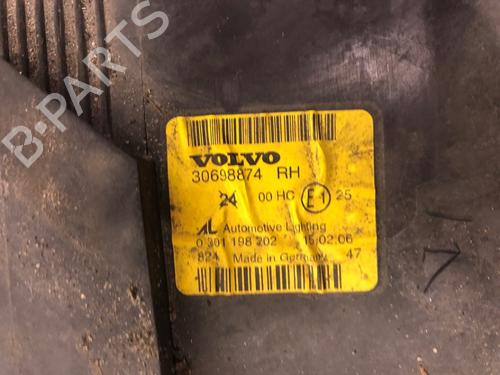 B-PARTS
VOLVO
30698874 RH
24 00 HC E1 25
AL Automotive Lighting
0 301 198 202 15.02.06
824 Made in Germany 47